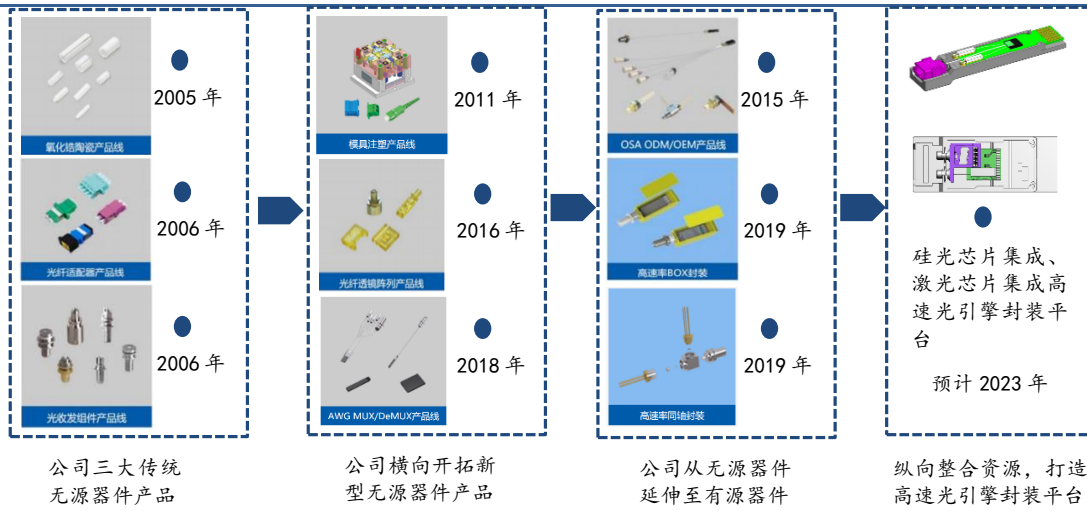 2005 年
氧化锆陶瓷产品线
2006 年
光纤适配器产品线
2006 年
光收发组件产品线
公司三大传统
无源器件产品
2011 年
模具注塑产品线
2016 年
光纤透镜阵列产品线
2018 年
AWG MUX/DeMUX产品线
公司横向开拓新
型无源器件产品
2015 年
OSA ODM/OEM产品线
2019 年
高速率BOX封装
2019 年
高速率同轴封装
公司从无源器件
延伸至有源器件
硅光芯片集成、
激光芯片集成高
速光引擎封装平
台
预计 2023 年
纵向整合资源，打造
高速光引擎封装平台